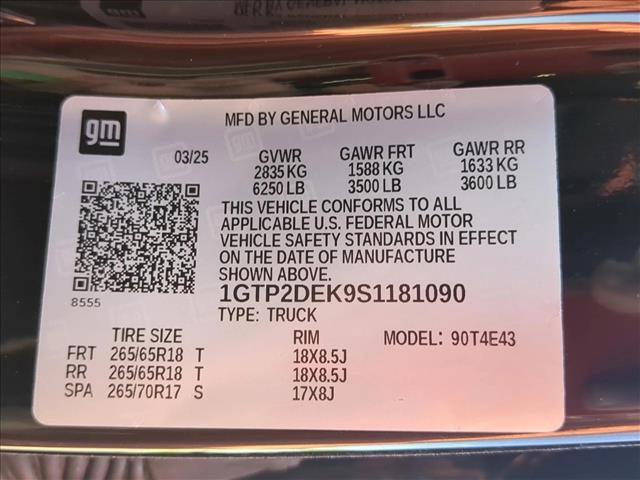 gm
MFD BY GENERAL MOTORS LLC
03/25
GVWR GAWR FRT GAWR RR
2835 KG 1588 KG 1633 KG
6250 LB 3500 LB 3600 LB
THIS VEHICLE CONFORMS TO ALL
APPLICABLE U.S. FEDERAL MOTOR
VEHICLE SAFETY STANDARDS IN EFFECT
ON THE DATE OF MANUFACTURE
SHOWN ABOVE.
8555
1GTP2DEK9S1181090
TYPE: TRUCK
TIRE SIZE RIM MODEL: 90T4E43
FRT 265/65R18 T 18X8.5J
RR 265/65R18 T 18X8.5J
SPA 265/70R17 S 17X8J